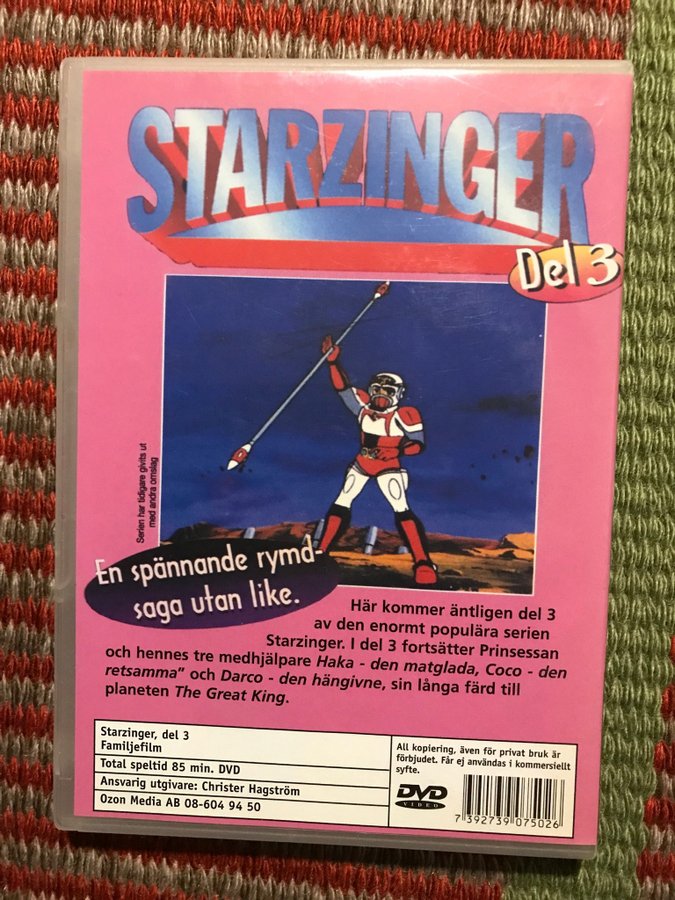 STARZINGER
Del 3
Serien har tidigare givits ut
med andra omslag
En spännande rymd-
saga utan like.
Här kommer äntligen del 3
av den enormt populära serien
Starzinger. I del 3 fortsätter Prinsessan
och hennes tre medhjälpare Haka - den matglada, Coco - den
retsamma" och Darco - den hängivne, sin långa färd till
planeten The Great King.
Starzinger, del 3
Familjefilm
Total speltid 85 min. DVD
Ansvarig utgivare: Christer Hagström
Ozon Media AB 08-604 94 50
All kopiering, även för privat bruk är
förbjudet. Får ej användas i kommersiellt
syfte.
DVD
VIDEO
7 392739 075026